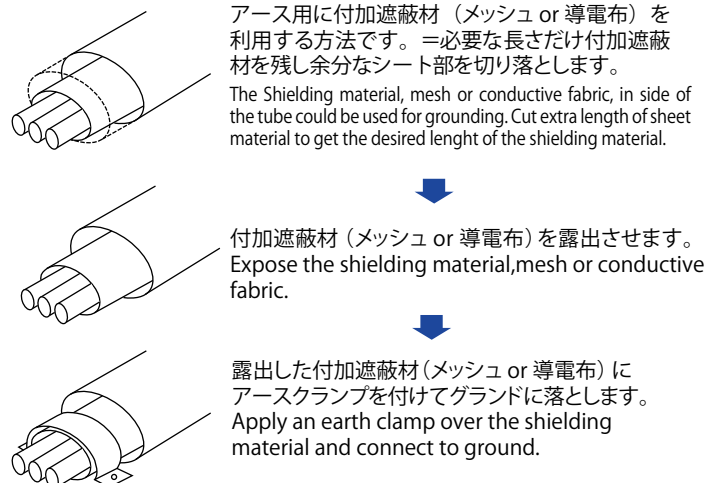 アース用に付加遮蔽材（メッシュ or 導電布）を
利用する方法です。＝必要な長さだけ付加遮蔽
材を残し余分なシート部を切り落とします。
The Shielding material, mesh or conductive fabric, in side of
the tube could be used for grounding. Cut extra length of sheet
material to get the desired lenght of the shielding material.
付加遮蔽材（メッシュ or 導電布）を露出させます。
Expose the shielding material,mesh or conductive
fabric.
露出した付加遮蔽材（メッシュ or 導電布）に
アースクランプを付けてグランドに落とします。
Apply an earth clamp over the shielding
material and connect to ground.